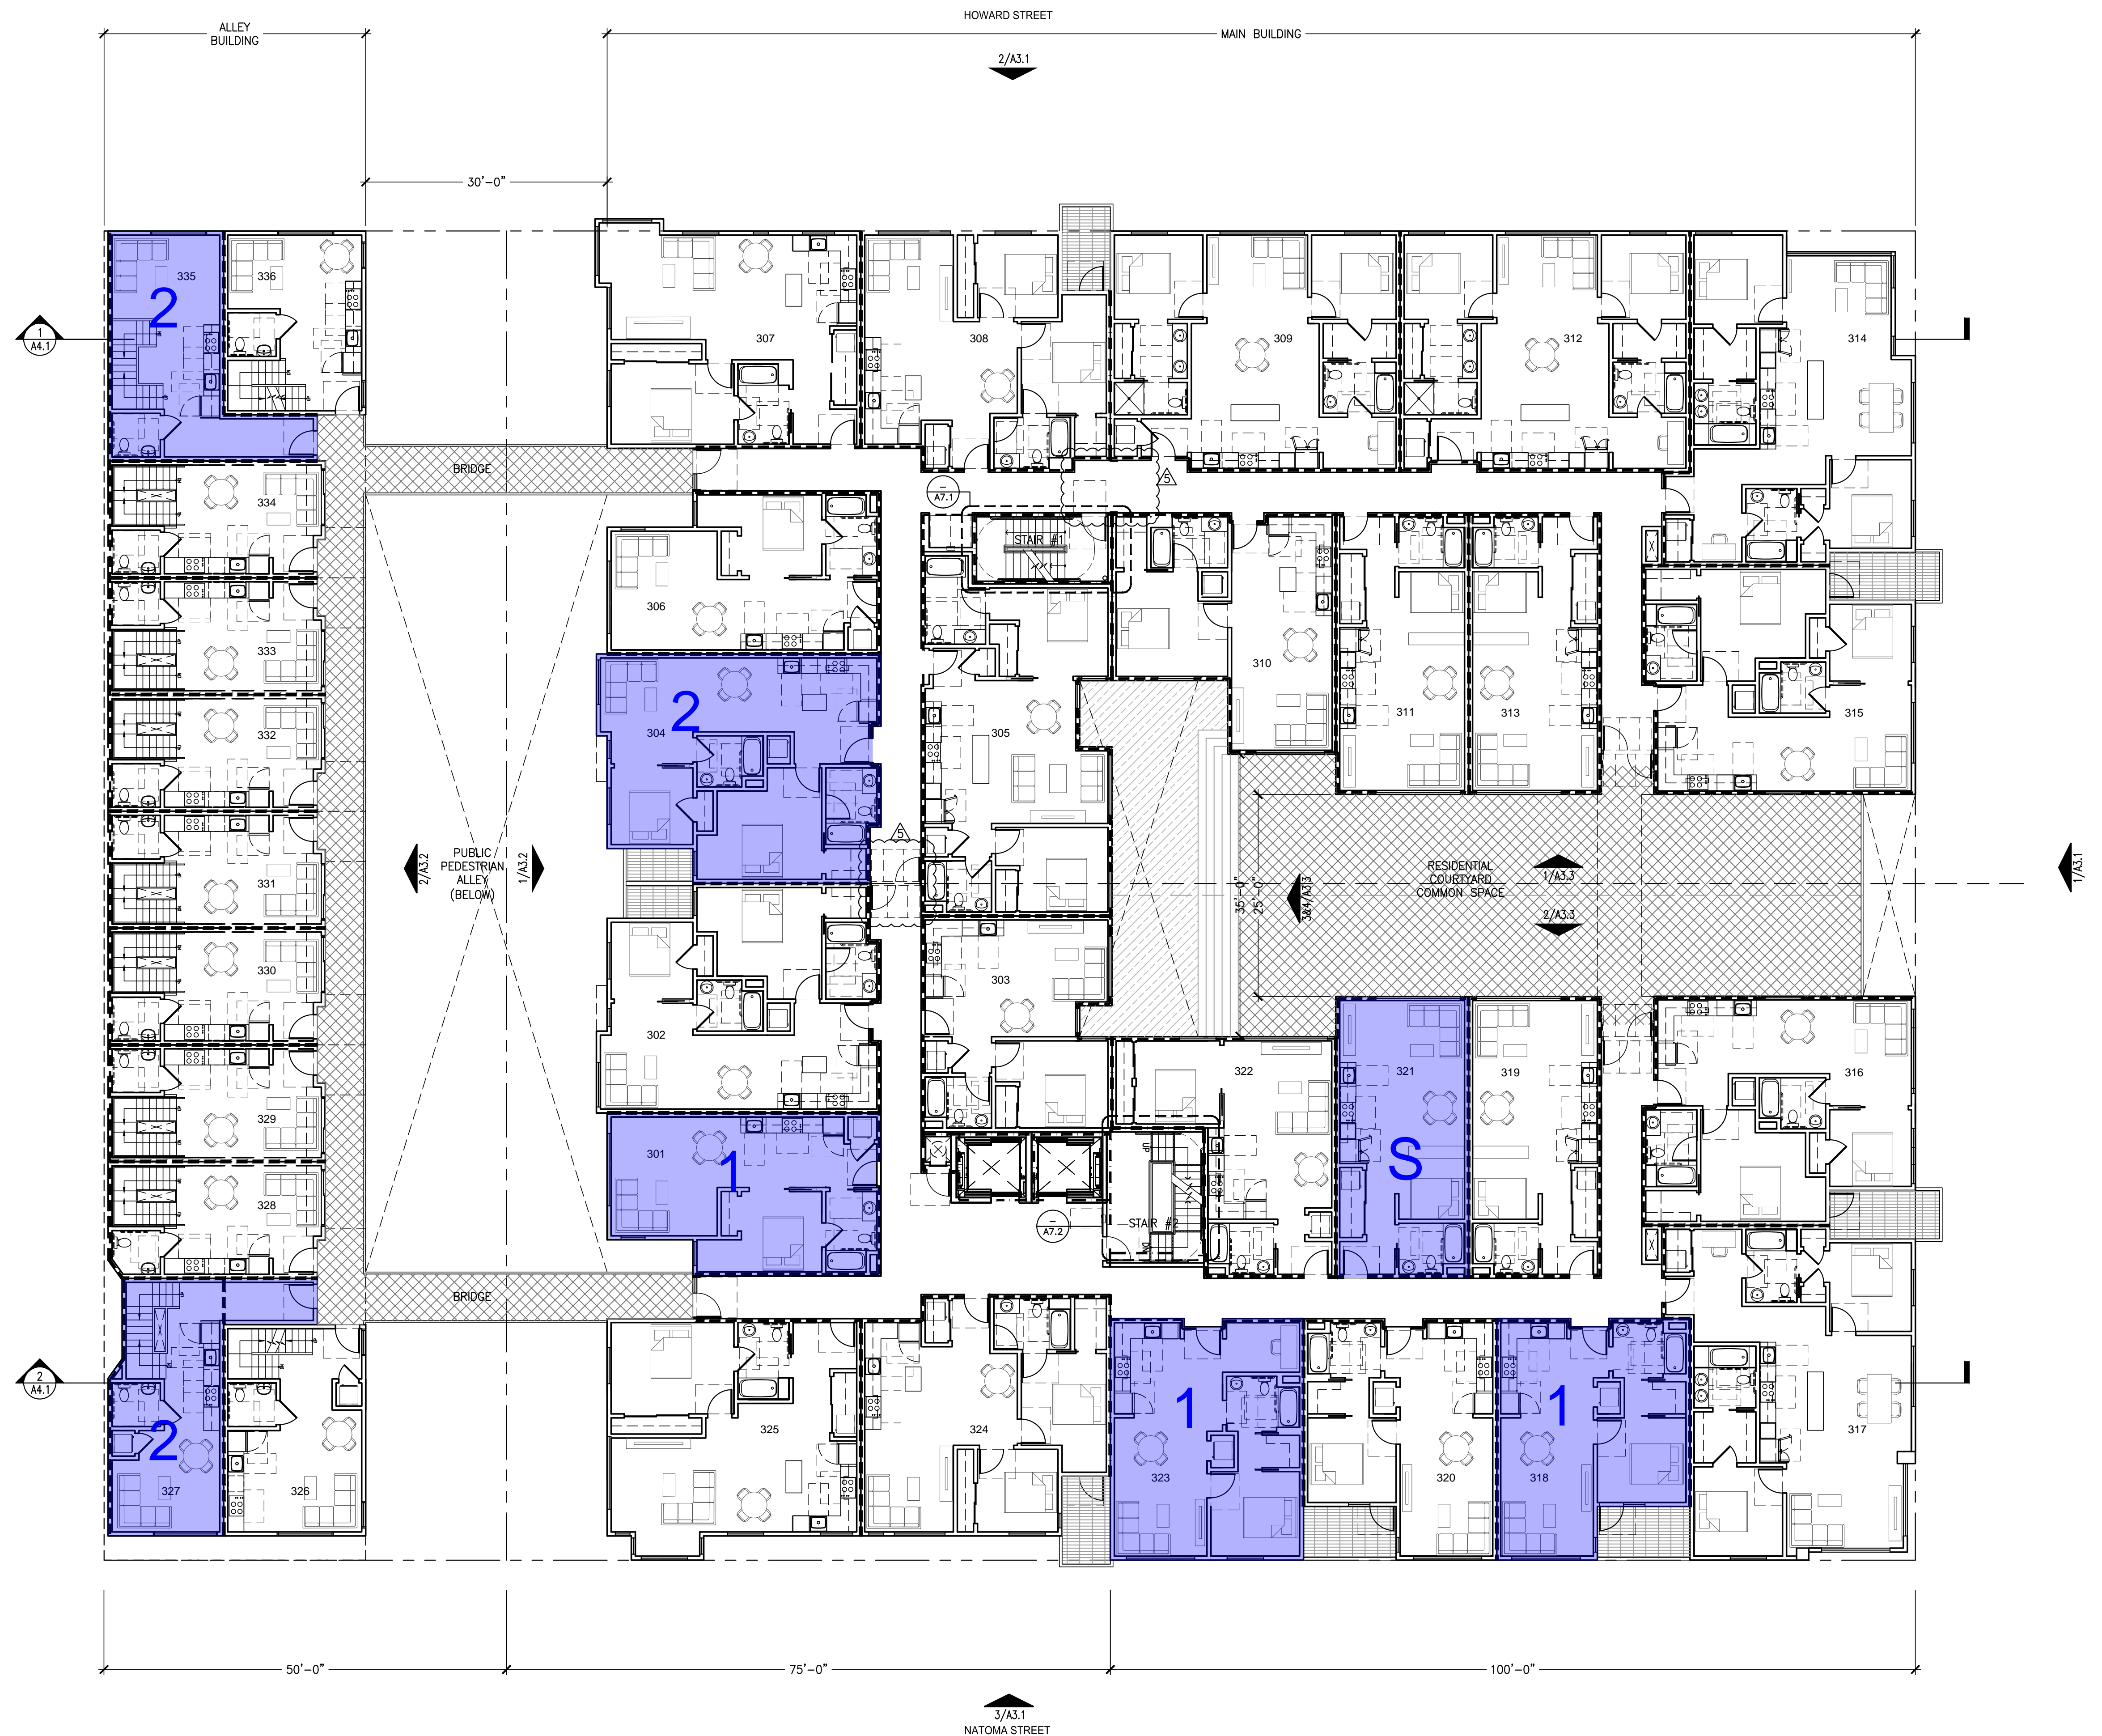 HOWARD STREET
ALLEY
BUILDING
MAIN BUILDING
2/A3.1
30'-0"
335
2
336
307
308
309
312
314
1
A4.1
BRIDGE
334
–
A7.1
5
STAIR #1
306
333
310
311
313
315
332
304
2
305
331
5
2/A3.2
PUBLIC
PEDESTRIAN
ALLEY
(BELOW)
1/A3.2
35'-0"
25'-0"
3&4/A3.3
RESIDENTIAL
COURTYARD
COMMON SPACE
1/A3.3
2/A3.3
1/A3.1
330
303
302
329
322
321
319
316
301
1
S
UP
328
–
A7.2
STAIR #2
DN
BRIDGE
2
A4.1
327
2
326
325
324
323
1
320
318
1
317
50'-0"
75'-0"
100'-0"
3/A3.1
NATOMA STREET